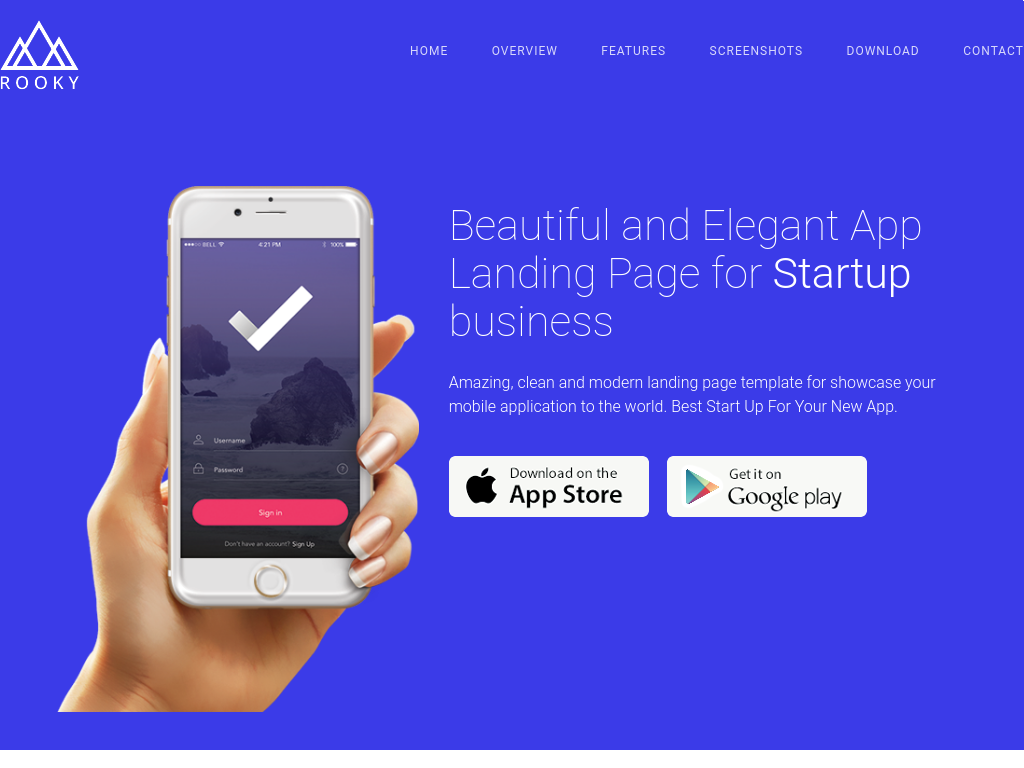 ROOKY
HOME OVERVIEW FEATURES SCREENSHOTS DOWNLOAD CONTACT
BELL 4:21 PM 100%
Username
Password
?
Sign in
Don't have an account? Sign Up
Beautiful and Elegant App
Landing Page for Startup
business
Amazing, clean and modern landing page template for showcase your
mobile application to the world. Best Start Up For Your New App.
Download on the
App Store
Get it on
Google play